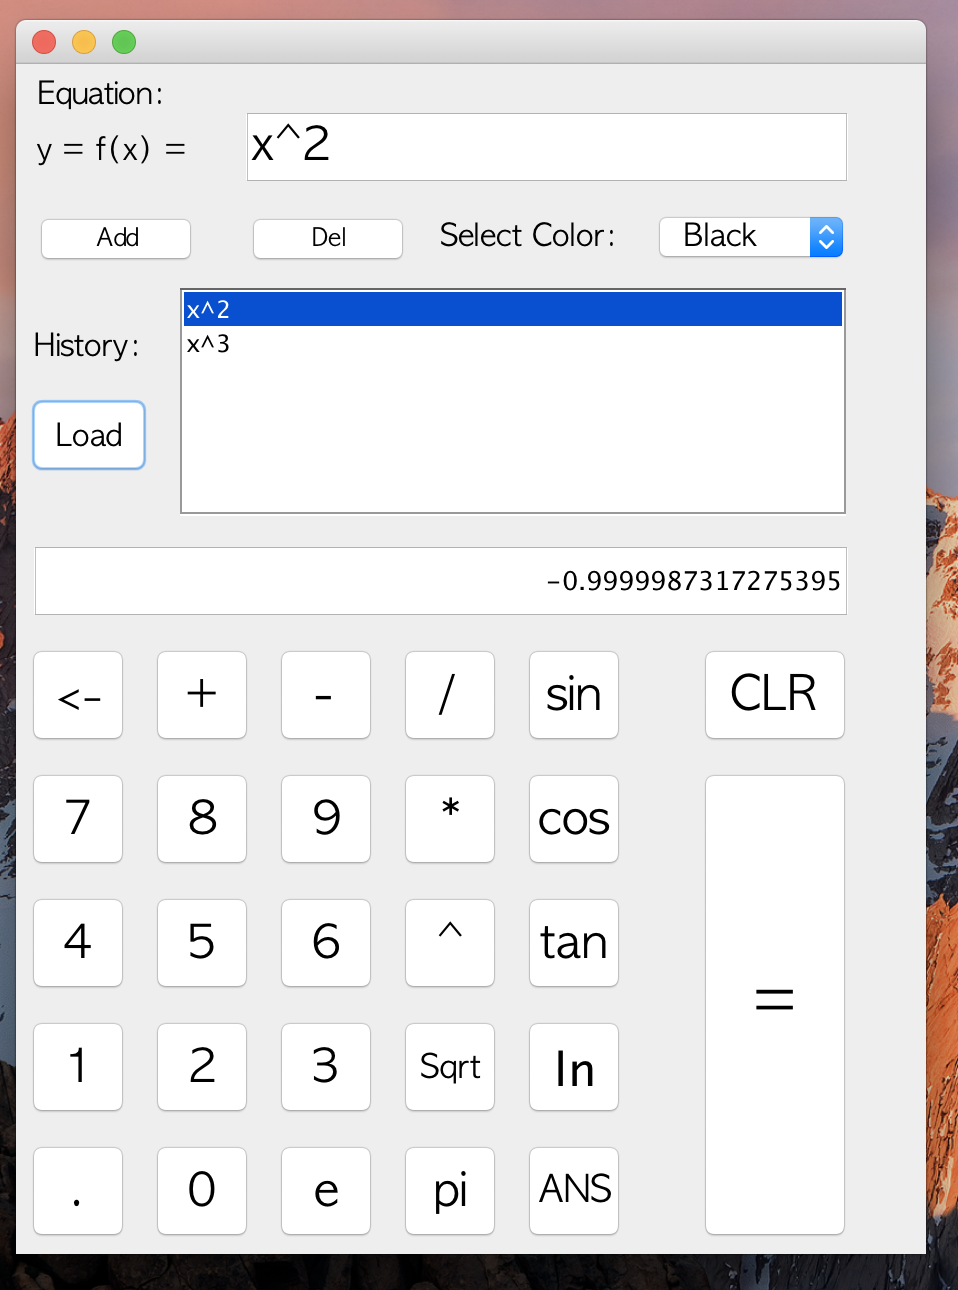 Equation:
y = f(x) = x^2
Add Del Select Color: Black
x^2
x^3
History:
Load
-0.9999987317275395
<- + - / sin CLR
7 8 9 * cos
4 5 6 ^ tan
=
1 2 3 Sqrt ln
. 0 e pi ANS